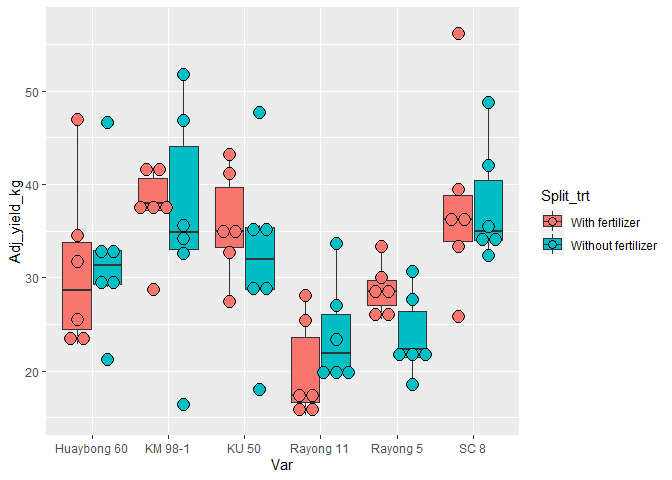 Adj_yield_kg
50
40
30
20
Huaybong 60
KM 98-1
KU 50
Rayong 11
Rayong 5
SC 8
Var
Split_trt
With fertilizer
Without fertilizer